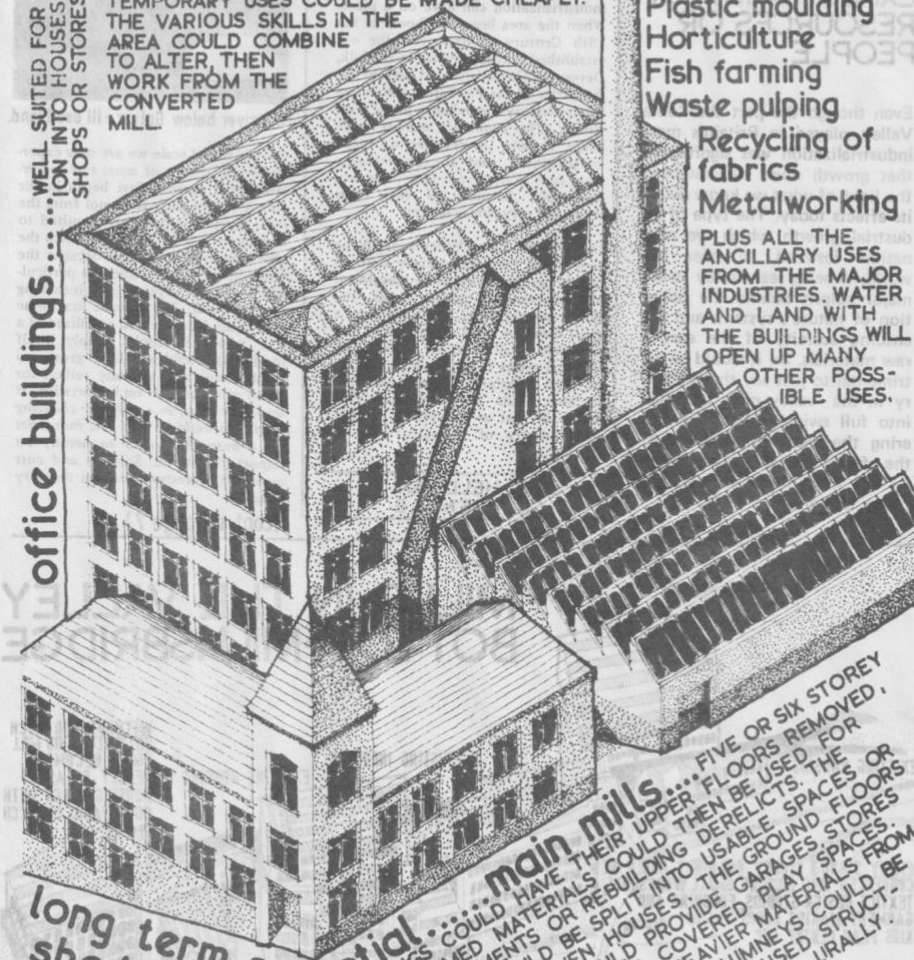 TEMPORARY USES COULD BE MADE CHEAPLY.
THE VARIOUS SKILLS IN THE
AREA COULD COMBINE
TO ALTER, THEN
WORK FROM THE
CONVERTED
MILL.
office buildings......WELL SUITED FOR
ION INTO HOUSES
SHOPS OR STORES
Plastic moulding
Horticulture
Fish farming
Waste pulping
Recycling of
fabrics
Metalworking
PLUS ALL THE
ANCILLARY USES
FROM THE MAJOR
INDUSTRIES. WATER
AND LAND WITH
THE BUILDINGS WILL
OPEN UP MANY
OTHER POSS-
IBLE USES.
main mills....FIVE OR SIX STOREY
COULD HAVE THEIR UPPER FLOORS REMOVED.
MATERIALS COULD THEN BE USED FOR
OR REBUILDING DERELICTS. THE
BE SPLIT INTO USABLE SPACES OR
HOUSES. THE GROUND FLOORS
PROVIDE GARAGES, STORES
COVERED PLAY SPACES.
MATERIALS FROM
COULD BE
long term